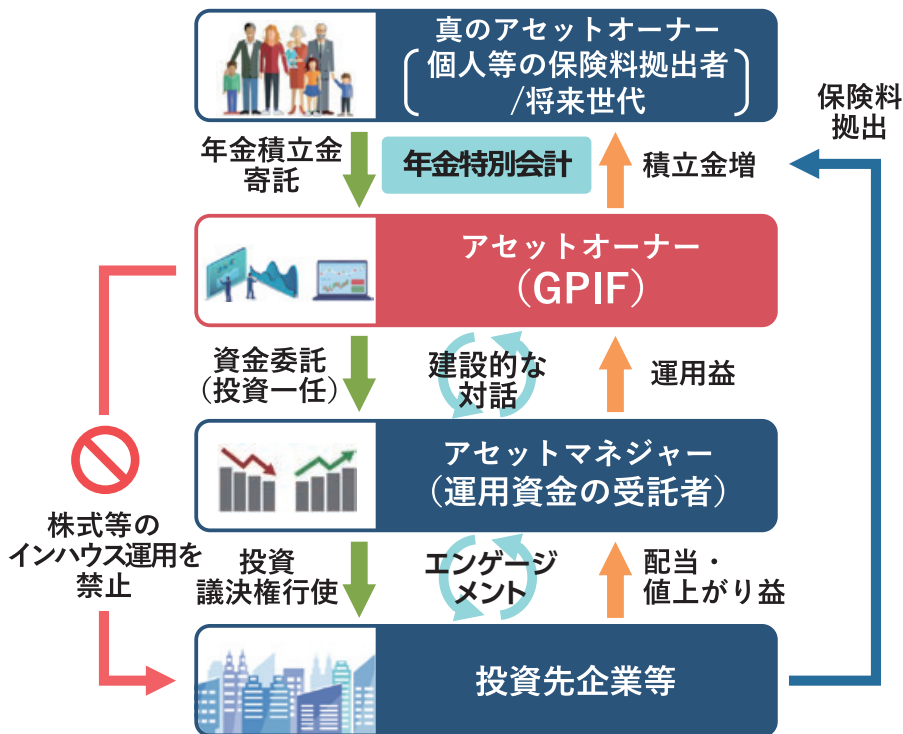 真のアセットオーナー
個人等の保険料拠出者
/将来世代
保険料
拠出
年金積立金
寄託
年金特別会計
積立金増
アセットオーナー
（GPIF）
資金委託
（投資一任）
建設的な
対話
運用益
アセットマネジャー
（運用資金の受託者）
株式等の
インハウス運用を
禁止
投資
議決権行使
エンゲージ
メント
配当・
値上がり益
投資先企業等